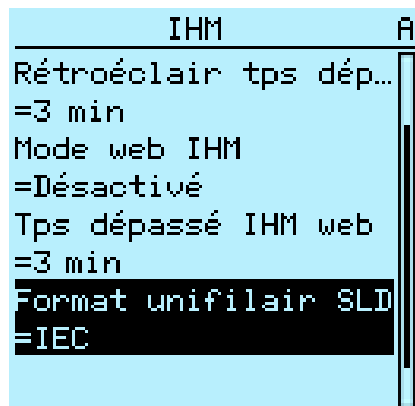 IHM A
Rétroéclair tps dép…
=3 min
Mode web IHM
=Désactivé
Tps dépassé IHM web
=3 min
Format unifilair SLD
=IEC